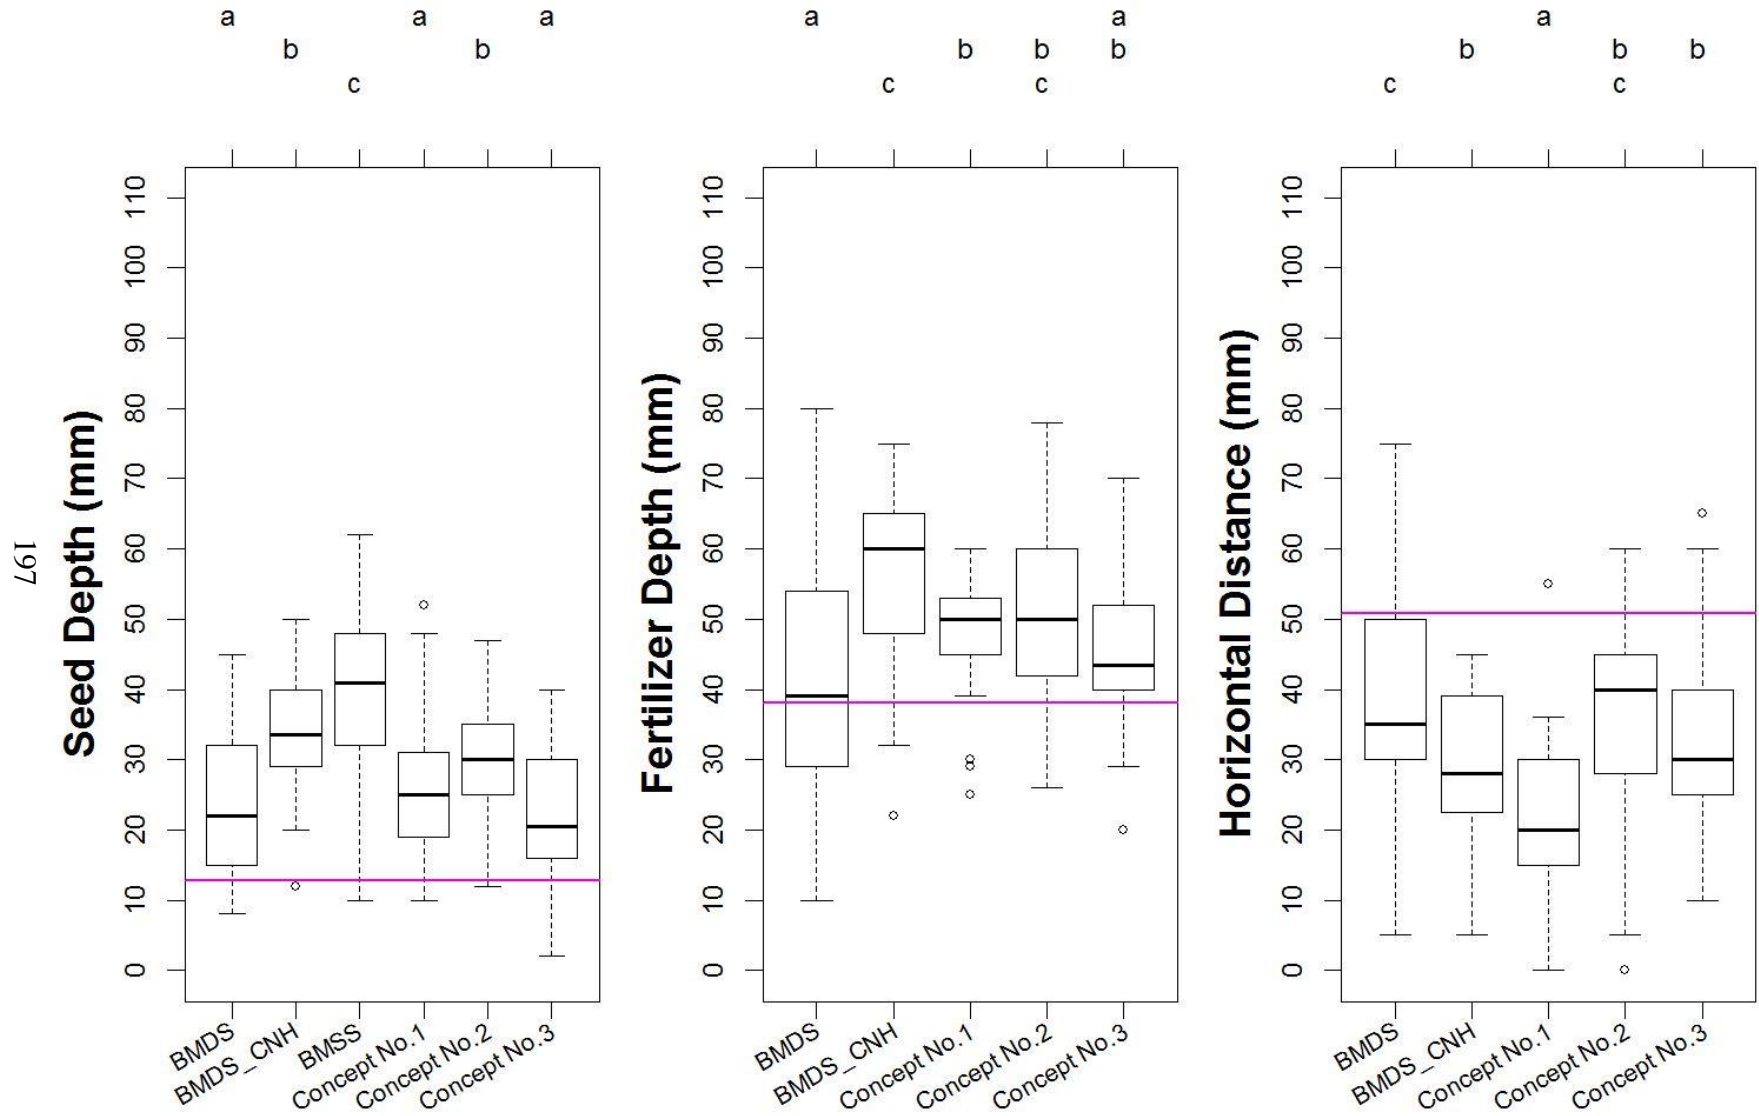 a a a
b b
c
a a
b b b
c c
a
b b b
c c
197
Seed Depth (mm)
110
100
90
80
70
60
50
40
30
20
10
0
BMDS
BMDS_CNH
BMSS
Concept No.1
Concept No.2
Concept No.3
Fertilizer Depth (mm)
110
100
90
80
70
60
50
40
30
20
10
0
BMDS
BMDS_CNH
Concept No.1
Concept No.2
Concept No.3
Horizontal Distance (mm)
110
100
90
80
70
60
50
40
30
20
10
0
BMDS
BMDS_CNH
Concept No.1
Concept No.2
Concept No.3